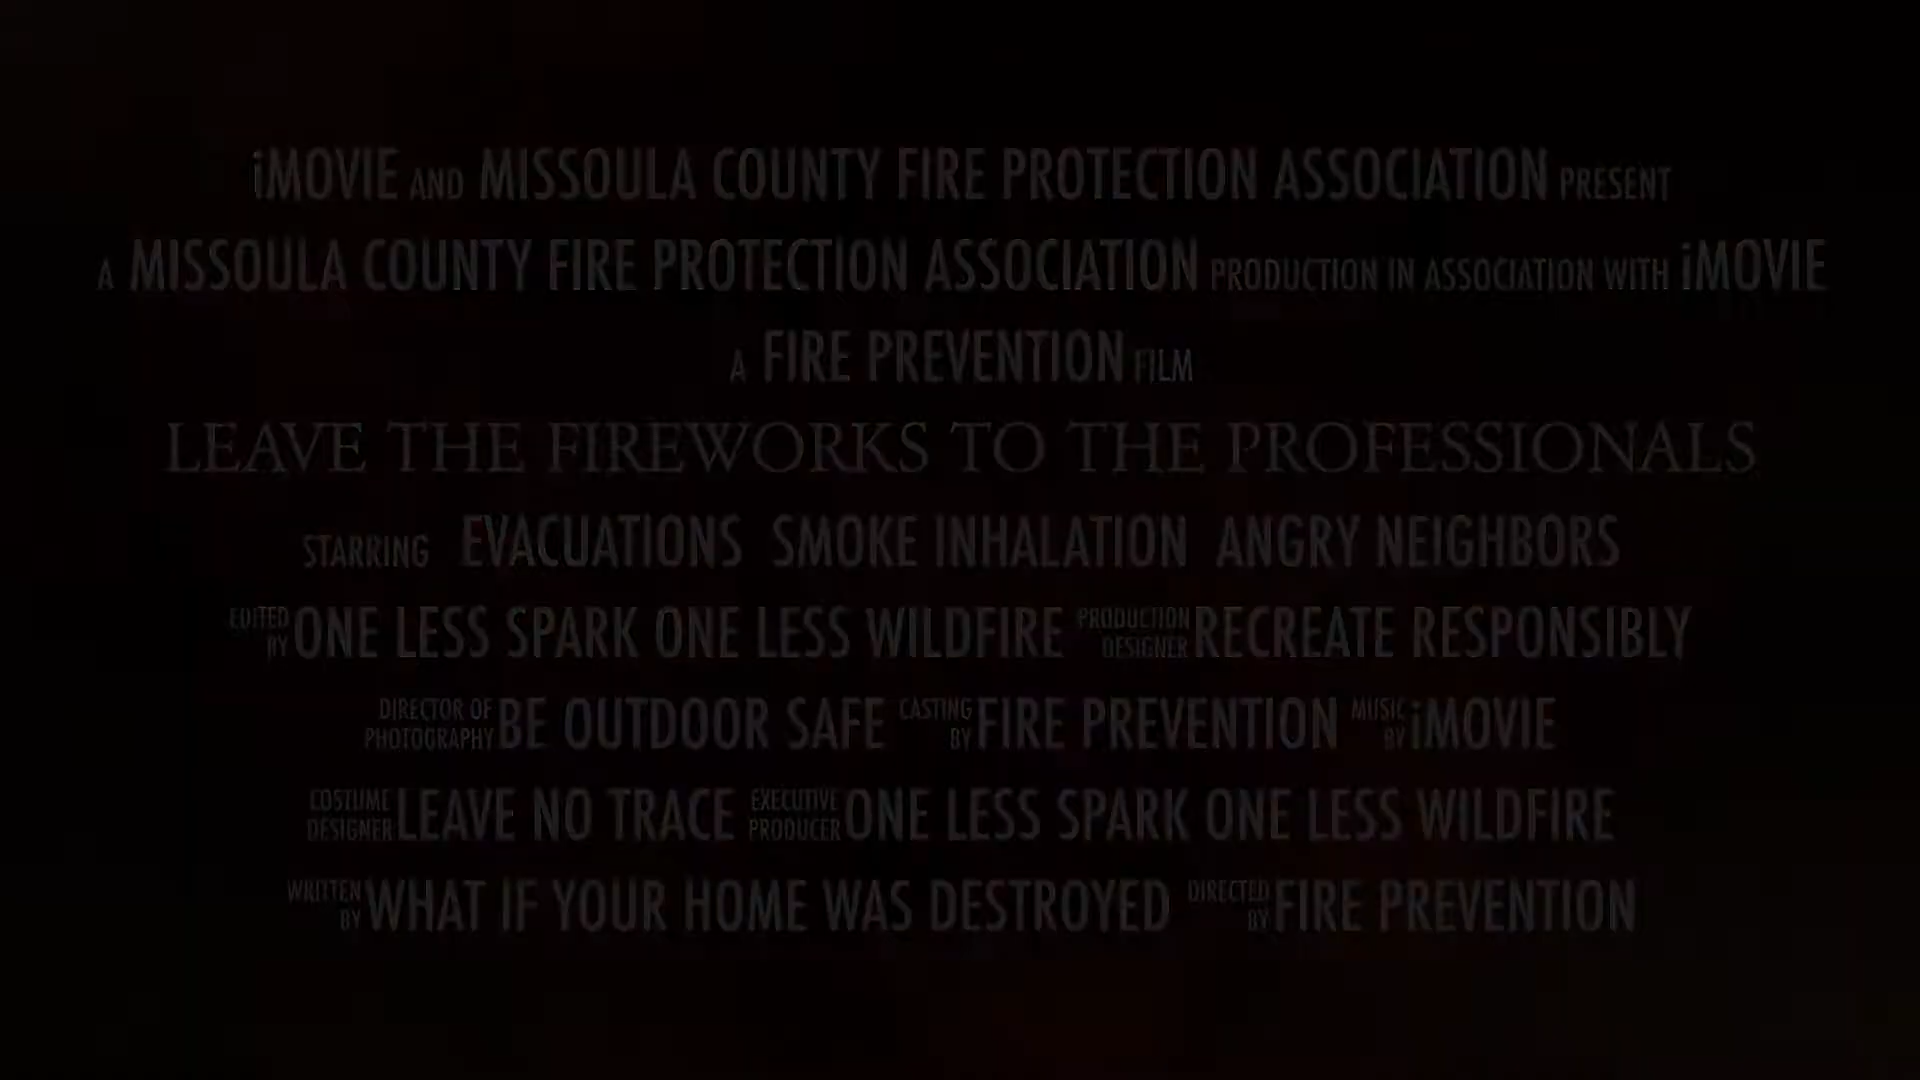 iMOVIE AND MISSOULA COUNTY FIRE PROTECTION ASSOCIATION PRESENT
A MISSOULA COUNTY FIRE PROTECTION ASSOCIATION PRODUCTION IN ASSOCIATION WITH iMOVIE
A FIRE PREVENTION FILM
LEAVE THE FIREWORKS TO THE PROFESSIONALS
STARRING EVACUATIONS SMOKE INHALATION ANGRY NEIGHBORS
EDITED BY ONE LESS SPARK ONE LESS WILDFIRE PRODUCTION DESIGNER RECREATE RESPONSIBLY
DIRECTOR OF PHOTOGRAPHY BE OUTDOOR SAFE CASTING BY FIRE PREVENTION MUSIC BY iMOVIE
COSTUME DESIGNER LEAVE NO TRACE EXECUTIVE PRODUCER ONE LESS SPARK ONE LESS WILDFIRE
WRITTEN BY WHAT IF YOUR HOME WAS DESTROYED DIRECTED BY FIRE PREVENTION